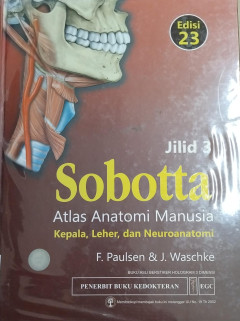 Edisi
23
Jilid 3
Sobotta
Atlas Anatomi Manusia
Kepala, Leher, dan Neuroanatomi
F. Paulsen & J. Waschke
PENERBIT BUKU KEDOKTERAN
EGC